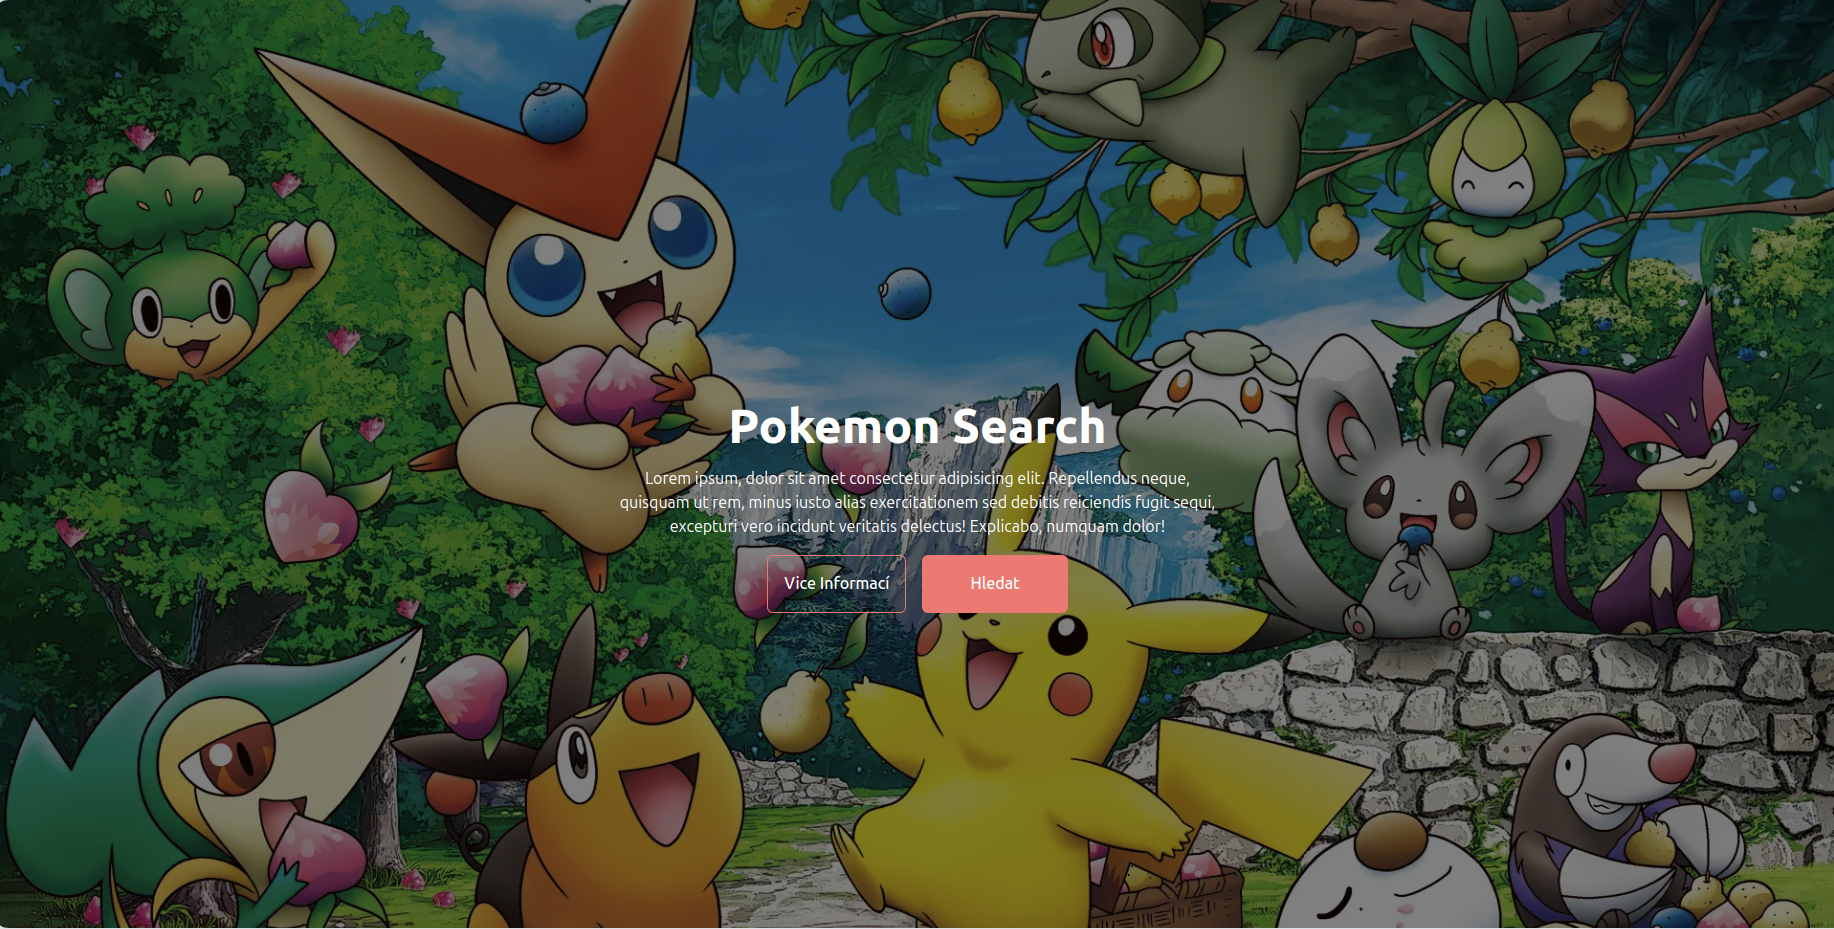 Pokemon Search
Lorem ipsum, dolor sit amet consectetur adipisicing elit. Repellendus neque,
quisquam ut rem, minus iusto alias exercitationem sed debitis reiciendis fugit sequi,
excepturi vero incidunt veritatis delectus! Explicabo, numquam dolor!
Vice Informací
Hledat